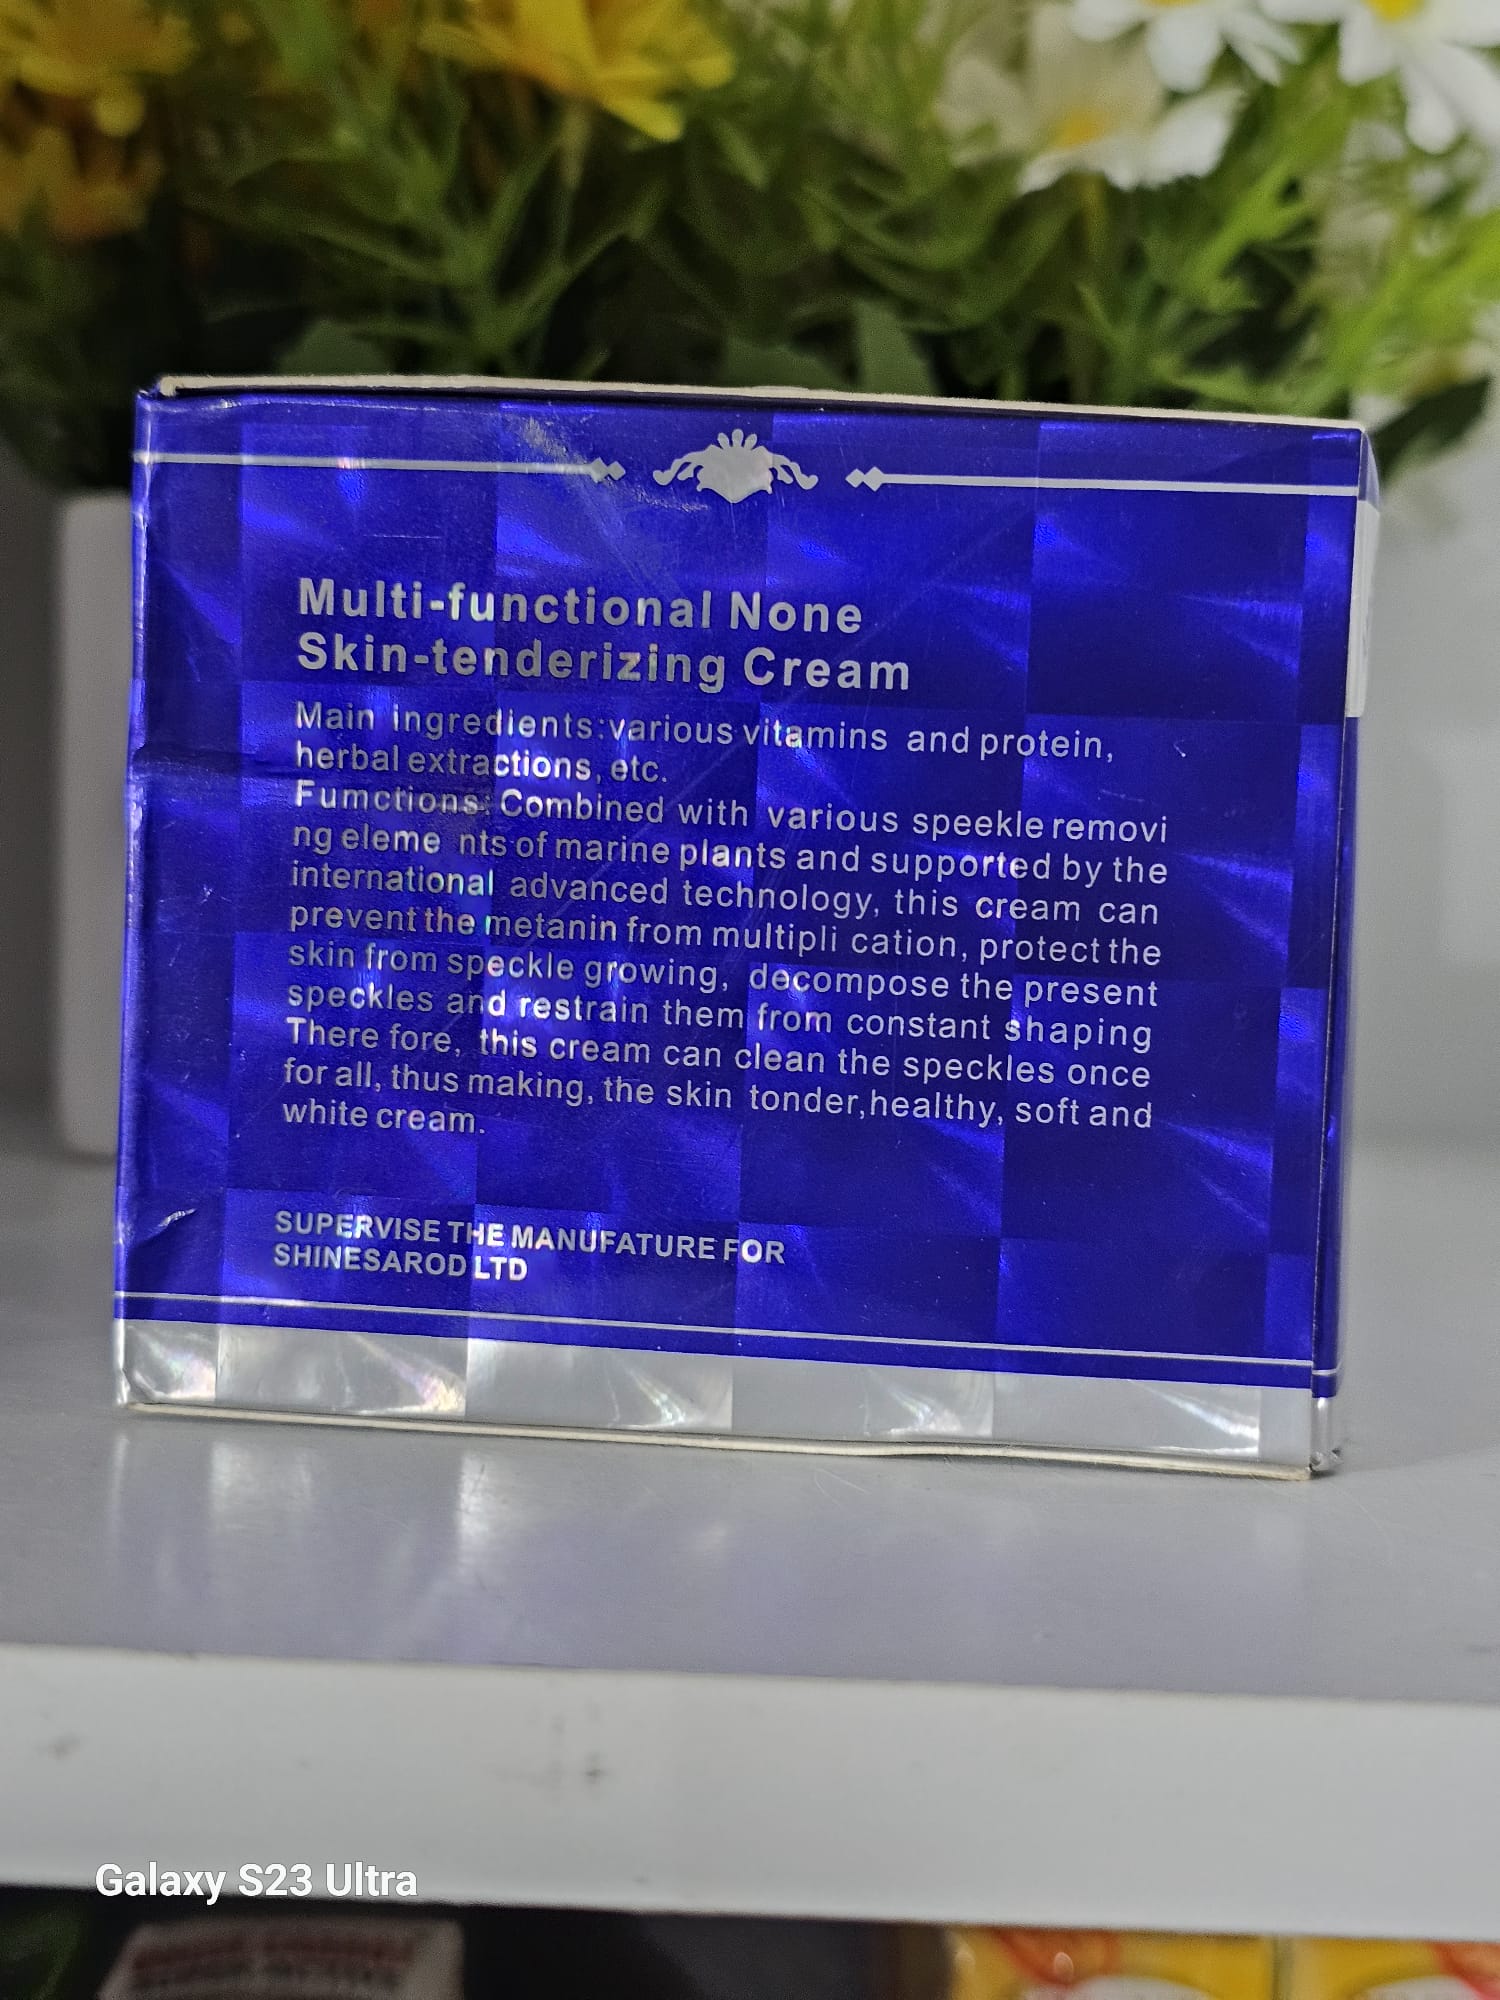 Multi-functional None
Skin-tenderizing Cream
Main ingredients:various vitamins and protein,
herbal extractions, etc.
Fumctions: Combined with various speekle removi
ng eleme nts of marine plants and supported by the
international advanced technology, this cream can
prevent the metanin from multipli cation, protect the
skin from speckle growing, decompose the present
speckles and restrain them from constant shaping
There fore, this cream can clean the speckles once
for all, thus making, the skin tonder,healthy, soft and
white cream.
SUPERVISE THE MANUFATURE FOR
SHINESAROD LTD
Galaxy S23 Ultra